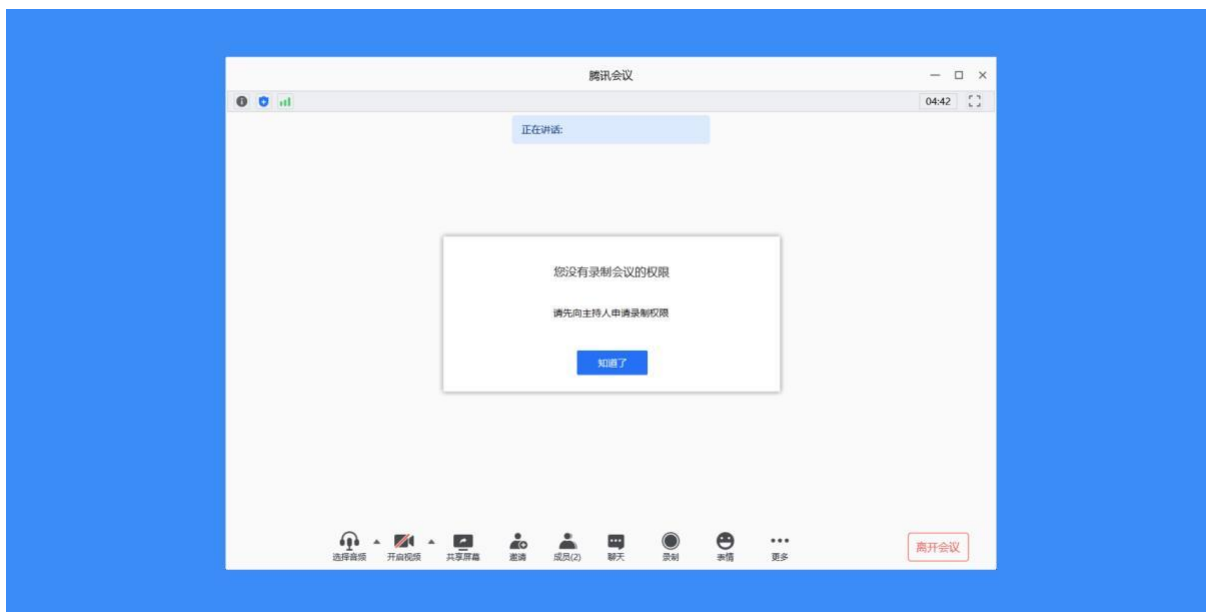 腾讯会议
04:42
正在讲话:
您没有录制会议的权限
请先向主持人申请录制权限
知道了
选择音频 开启视频 共享屏幕 邀请 成员(2) 聊天 录制 表情 更多 离开会议